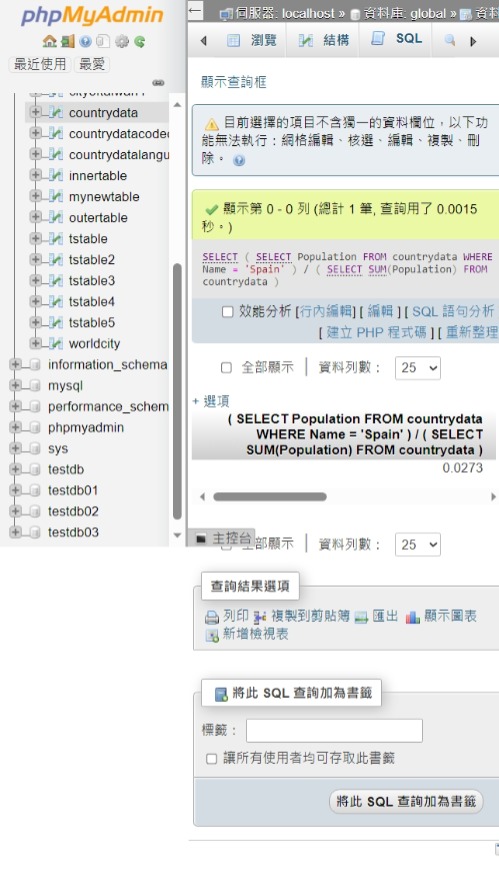 phpMyAdmin
最近使用 最愛
countrydata
countrydatacodec
countrydatalangu
innertable
mynewtable
outertable
tstable
tstable2
tstable3
tstable4
tstable5
worldcity
information_schema
mysql
performance_schem
phpmyadmin
sys
testdb
testdb01
testdb02
testdb03
伺服器: localhost » 資料庫: global » 資料
瀏覽 結構 SQL
顯示查詢框
目前選擇的項目不含獨一的資料欄位，以下功
能無法執行：網格編輯、核選、編輯、複製、刪
除。
顯示第 0 - 0 列 (總計 1 筆, 查詢用了 0.0015
秒。)
SELECT ( SELECT Population FROM countrydata WHERE
Name = 'Spain' ) / ( SELECT SUM(Population) FROM
countrydata )
效能分析 [行內編輯] [ 編輯 ] [ SQL 語句分析
[ 建立 PHP 程式碼 ] [ 重新整理
全部顯示 | 資料列數： 25
+ 選項
( SELECT Population FROM countrydata
WHERE Name = 'Spain' ) / ( SELECT
SUM(Population) FROM countrydata )
0.0273
主控台
全部顯示 | 資料列數： 25
查詢結果選項
列印 複製到剪貼簿 匯出 顯示圖表
新增檢視表
將此 SQL 查詢加為書籤
標籤：
讓所有使用者均可存取此書籤
將此 SQL 查詢加為書籤